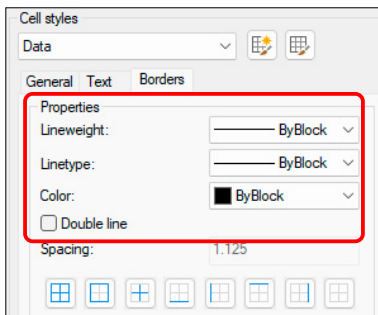 Cell styles
Data
General Text Borders
Properties
Lineweight: ByBlock
Linetype: ByBlock
Color: ByBlock
Double line
Spacing: 1.125